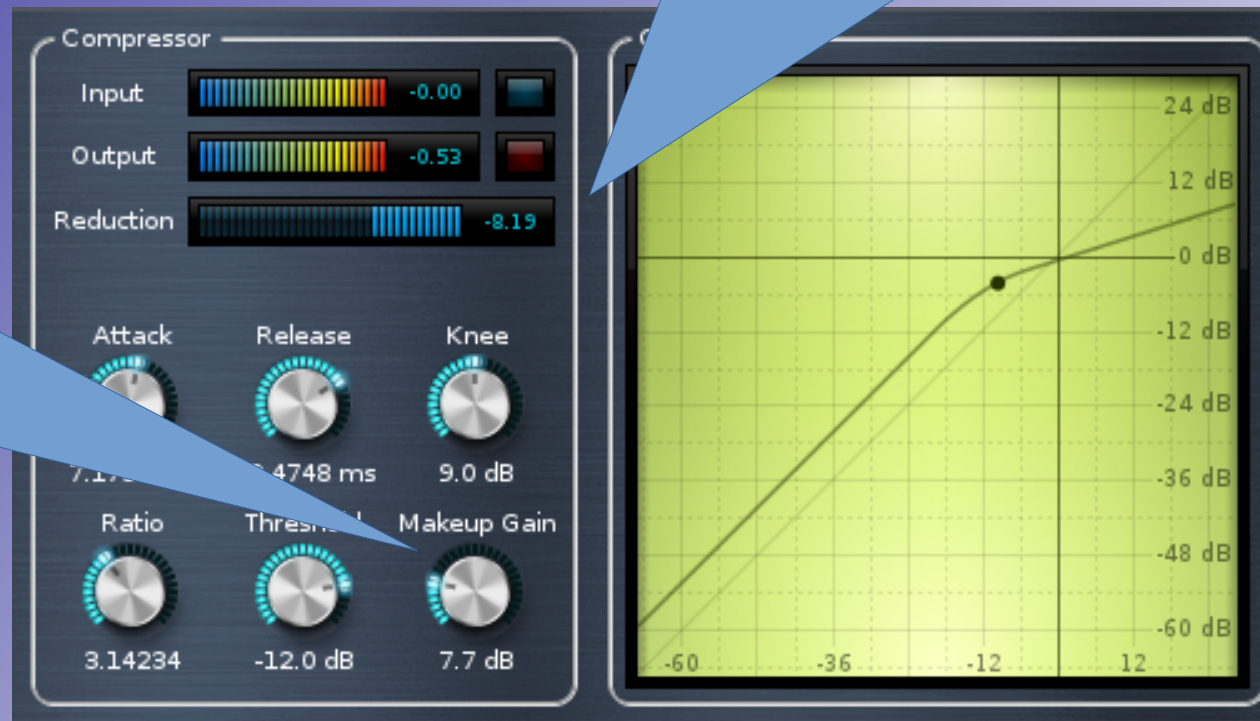 Compressor
Input -0.00
Output -0.53
Reduction -8.19
Attack Release Knee
9.0 dB
Ratio Makeup Gain
3.14234 -12.0 dB 7.7 dB
24 dB
12 dB
0 dB
-12 dB
-24 dB
-36 dB
-48 dB
-60 dB
-60 -36 -12 12